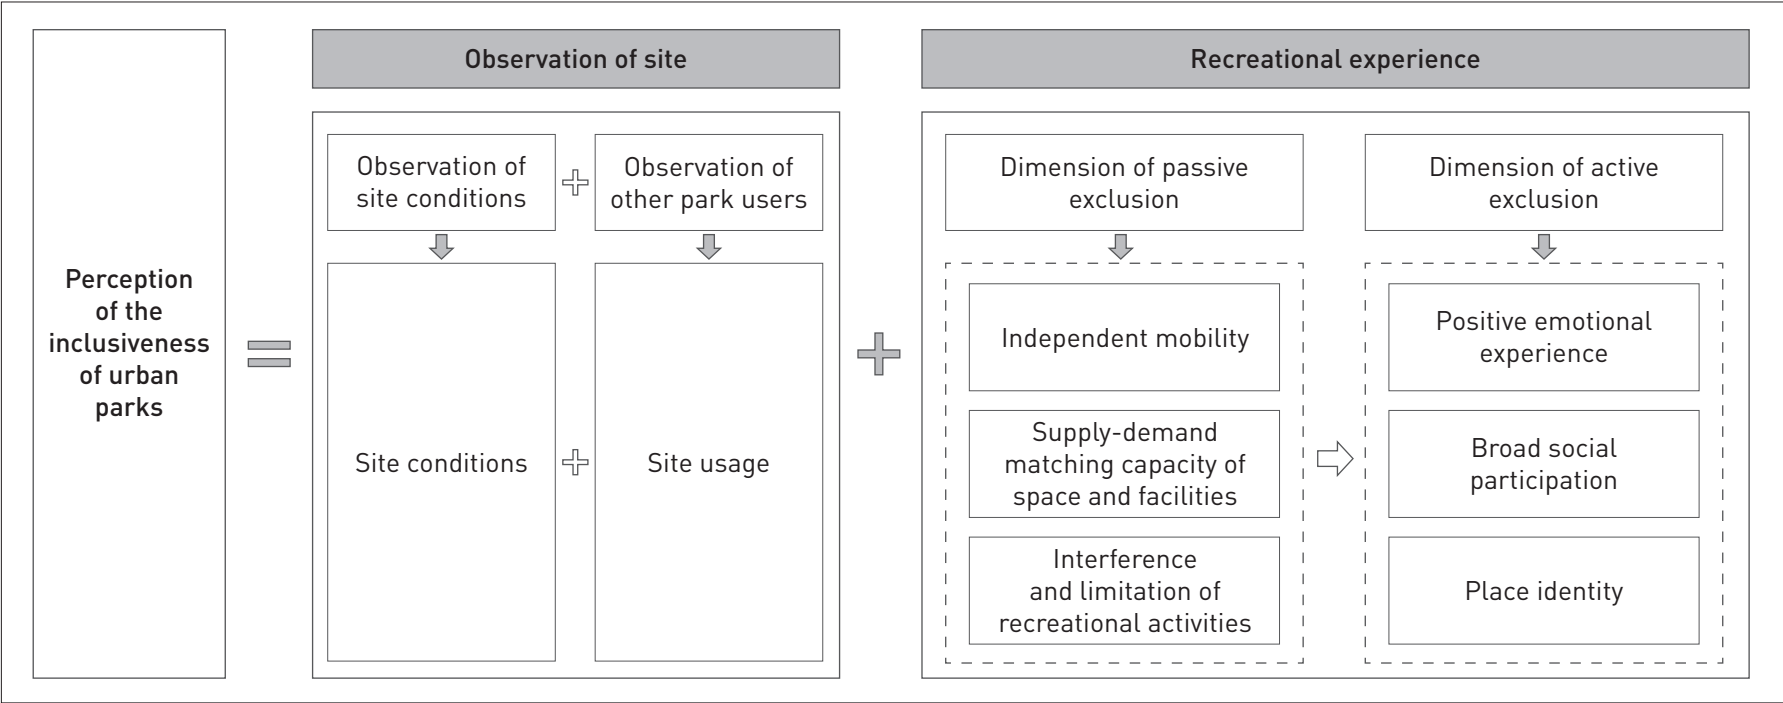 Perception
of the
inclusiveness
of urban
parks
Observation of site
Observation of
site conditions
Observation of
other park users
Site conditions
Site usage
Recreational experience
Dimension of passive
exclusion
Independent mobility
Supply-demand
matching capacity of
space and facilities
Interference
and limitation of
recreational activities
Dimension of active
exclusion
Positive emotional
experience
Broad social
participation
Place identity